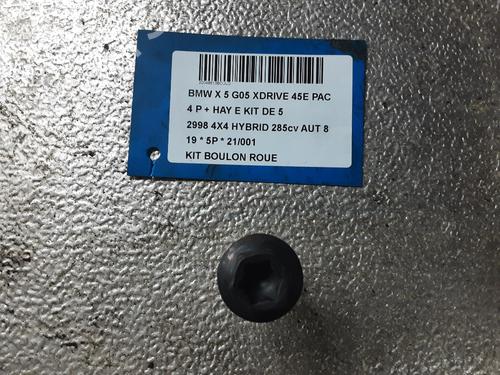 BMW X 5 G05 XDRIVE 45E PAC
4 P + HAY E KIT DE 5
2998 4X4 HYBRID 285cv AUT 8
19 * 5P * 21/001
KIT BOULON ROUE